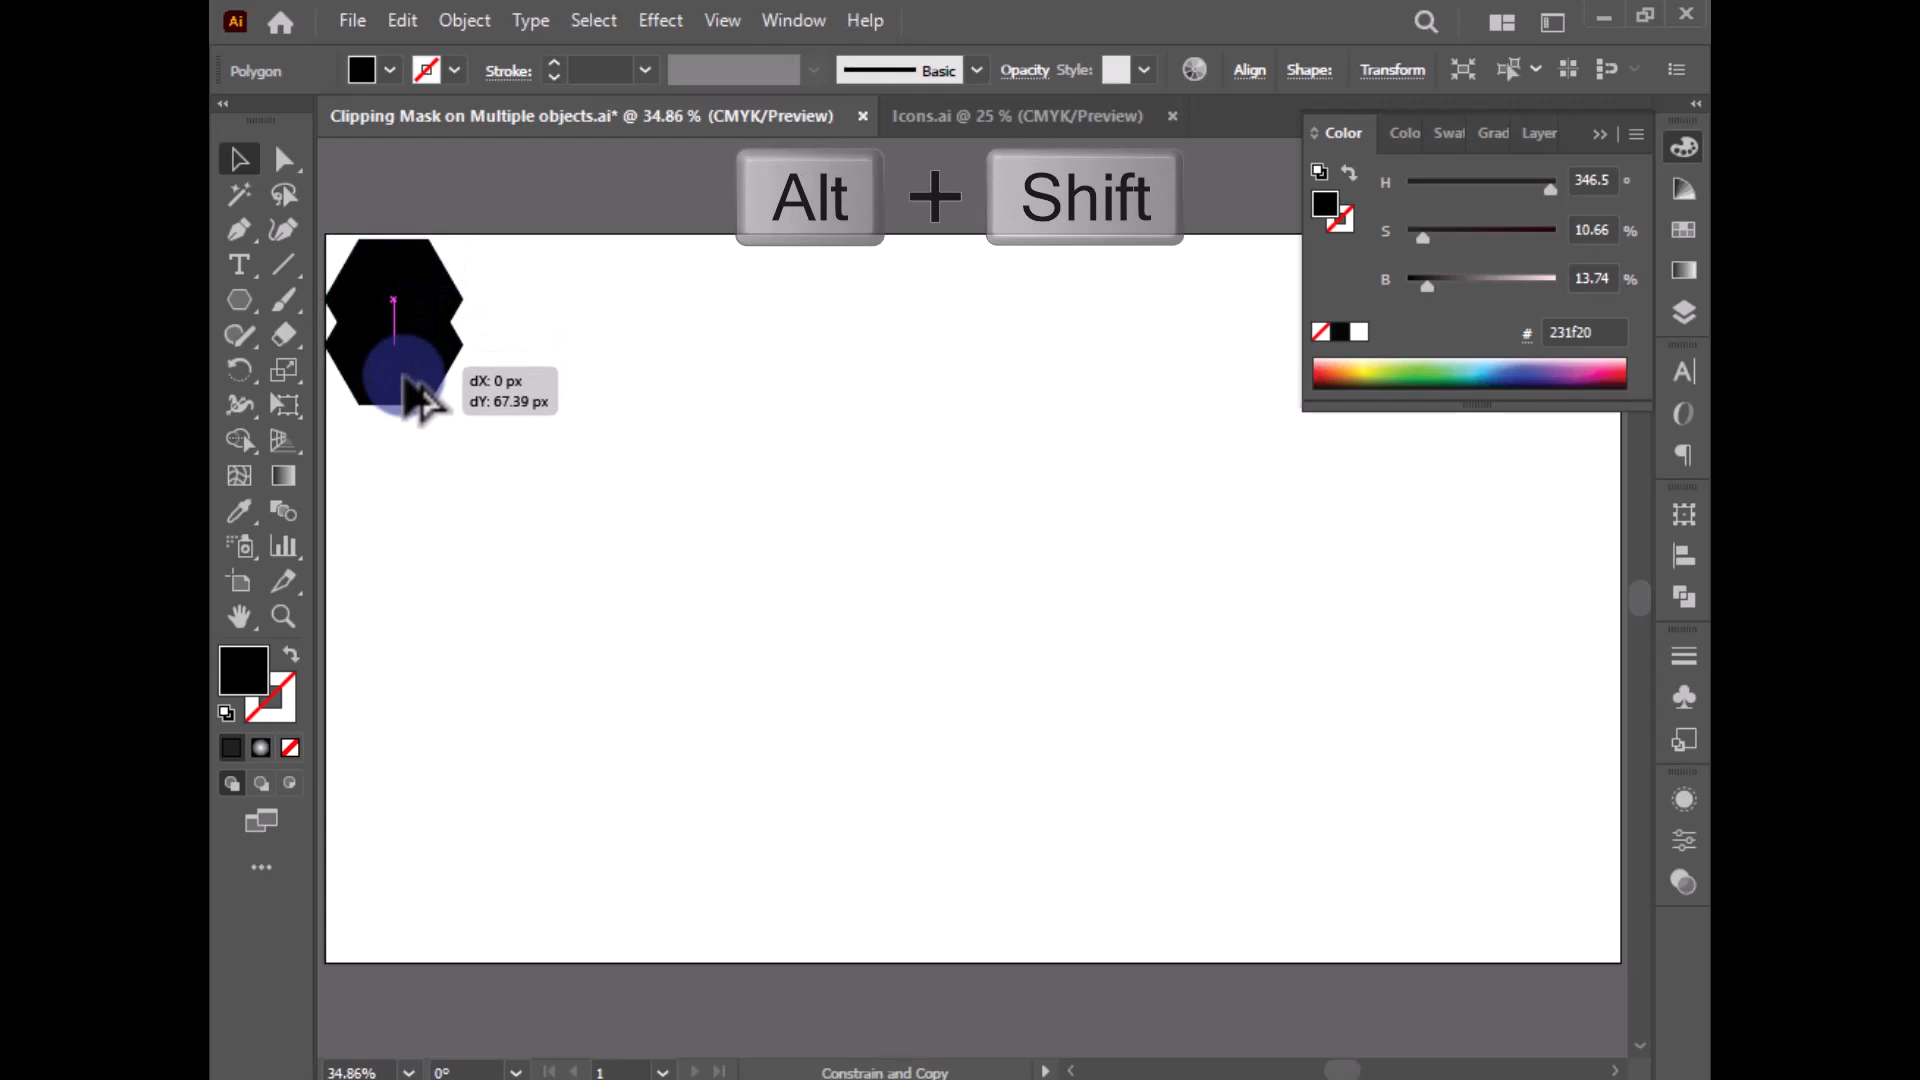 Ai File Edit Object Type Select Effect View Window Help
Polygon Stroke: Basic Opacity Style: Align Shape: Transform
Clipping Mask on Multiple objects.ai* @ 34.86 % (CMYK/Preview) × Icons.ai @ 25 % (CMYK/Preview) ×
Color Colo Swat Grad Layer
Alt + Shift
H 346.5 °
S 10.66 %
B 13.74 %
# 231f20
dX: 0 px
dY: 67.39 px
34.86% 0° 1 Constrain and Copy